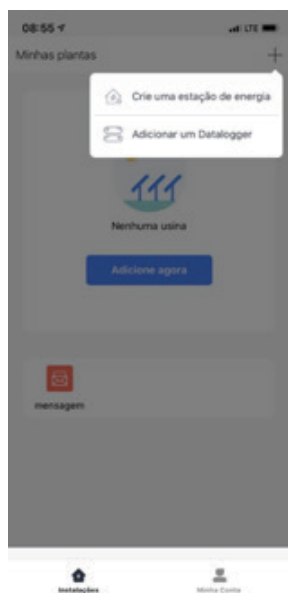 08:55
LTE
Minhas plantas
Crie uma estação de energia
Adicionar um Datalogger
Nenhuma usina
Adicione agora
mensagem
Instalações
Minha Conta